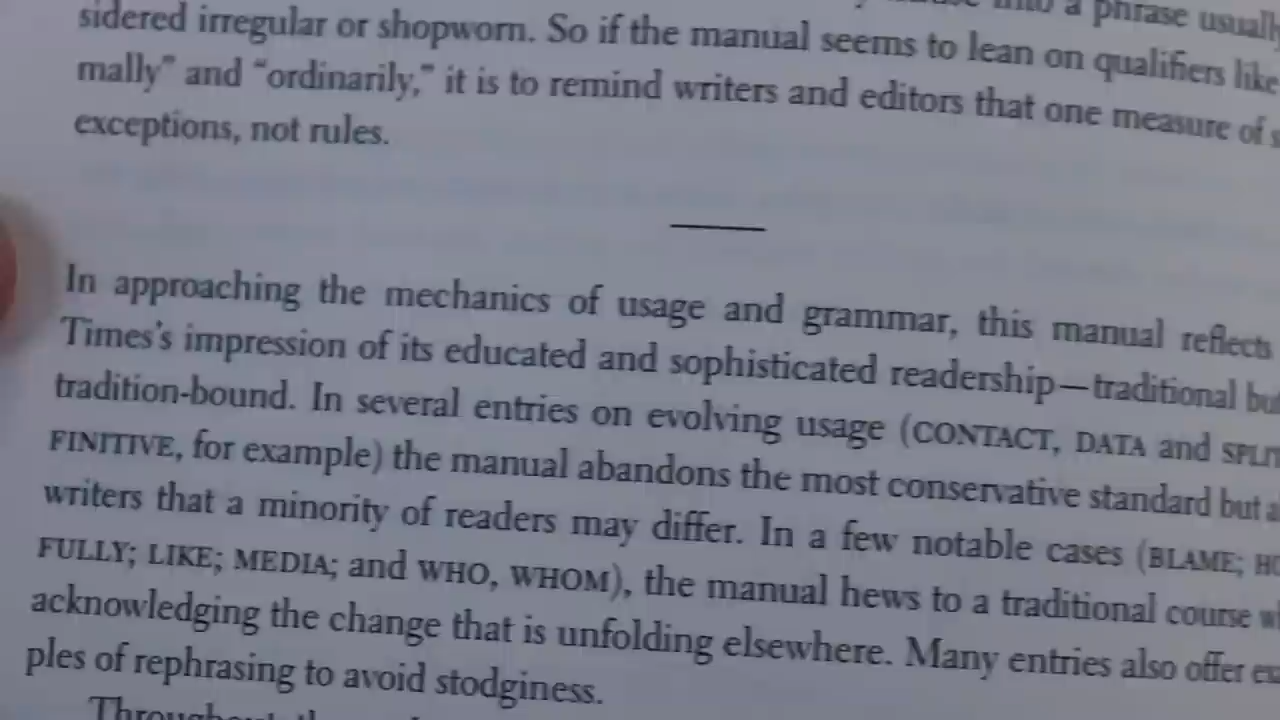 into a phrase usually
sidered irregular or shopworn. So if the manual seems to lean on qualifiers like
mally” and “ordinarily,” it is to remind writers and editors that one measure of s
exceptions, not rules.
In approaching the mechanics of usage and grammar, this manual reflects
Times’s impression of its educated and sophisticated readership—traditional but
tradition-bound. In several entries on evolving usage (CONTACT, DATA and SPLIT
FINITIVE, for example) the manual abandons the most conservative standard but a
writers that a minority of readers may differ. In a few notable cases (BLAME; HO
FULLY; LIKE; MEDIA; and WHO, WHOM), the manual hews to a traditional course wh
acknowledging the change that is unfolding elsewhere. Many entries also offer ex
ples of rephrasing to avoid stodginess.
Throughout